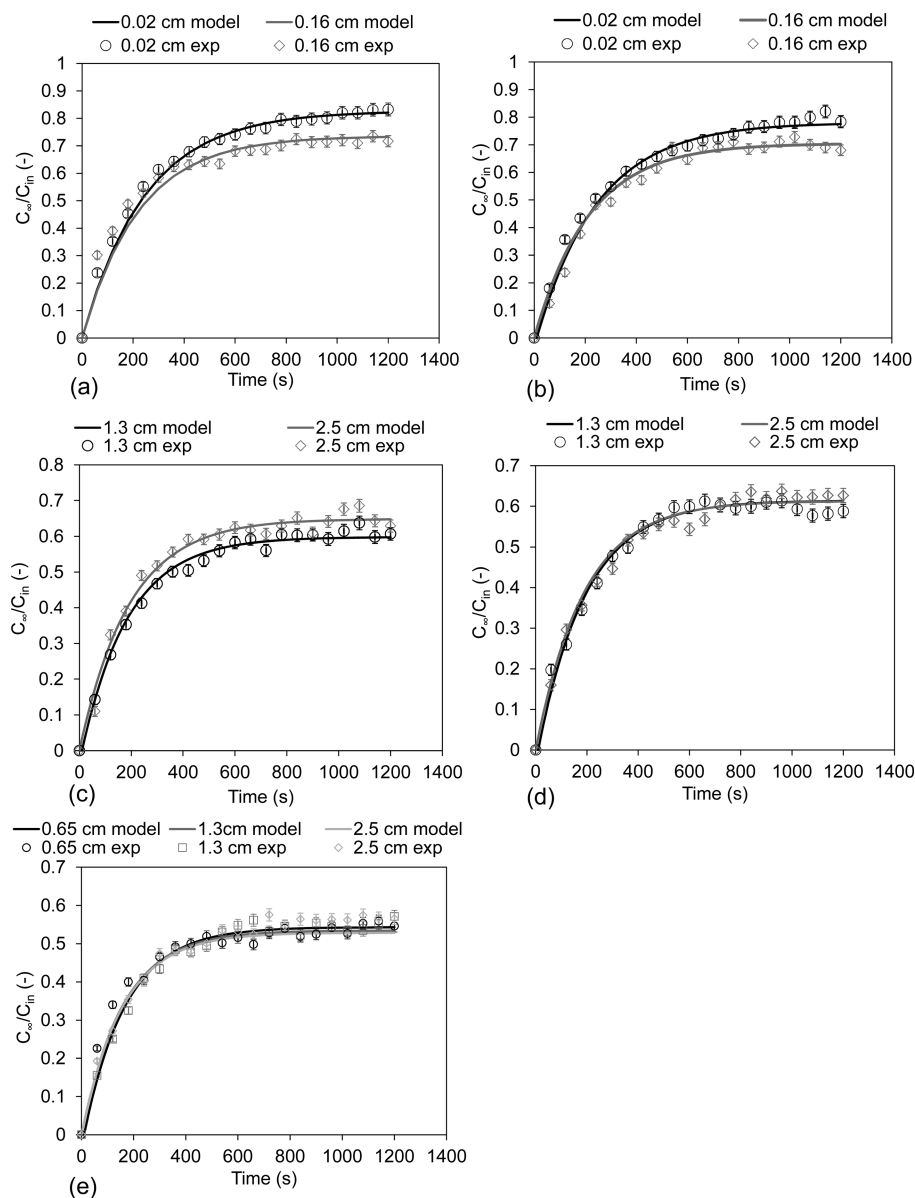 0.02 cm model 0.16 cm model
0.02 cm exp 0.16 cm exp
1
0.9
0.8
0.7
0.6
0.5
0.4
0.3
0.2
0.1
0
C∞/Cin (-)
0 200 400 600 800 1000 1200 1400
Time (s)
(a)
0.02 cm model 0.16 cm model
0.02 cm exp 0.16 cm exp
1
0.9
0.8
0.7
0.6
0.5
0.4
0.3
0.2
0.1
0
C∞/Cin (-)
0 200 400 600 800 1000 1200 1400
Time (s)
(b)
1.3 cm model 2.5 cm model
1.3 cm exp 2.5 cm exp
0.8
0.7
0.6
0.5
0.4
0.3
0.2
0.1
0
C∞/Cin (-)
0 200 400 600 800 1000 1200 1400
Time (s)
(c)
1.3 cm model 2.5 cm model
1.3 cm exp 2.5 cm exp
0.7
0.6
0.5
0.4
0.3
0.2
0.1
0
C∞/Cin (-)
0 200 400 600 800 1000 1200 1400
Time (s)
(d)
0.65 cm model 1.3cm model 2.5 cm model
0.65 cm exp 1.3 cm exp 2.5 cm exp
0.7
0.6
0.5
0.4
0.3
0.2
0.1
0
C∞/Cin (-)
0 200 400 600 800 1000 1200 1400
Time (s)
(e)